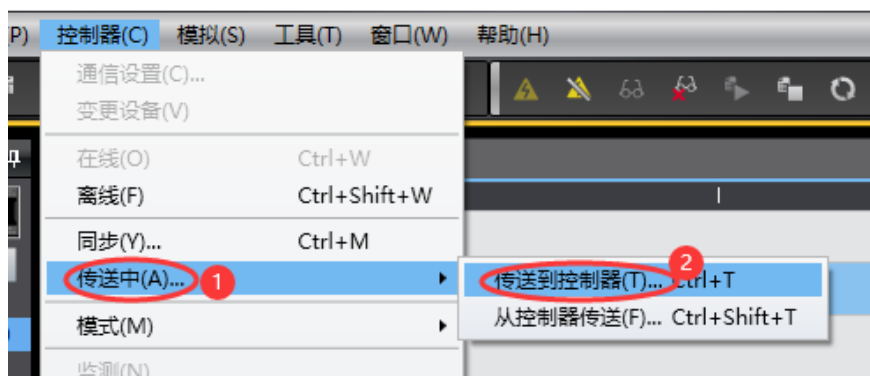 P) 控制器(C) 模拟(S) 工具(T) 窗口(W) 帮助(H)
通信设置(C)...
变更设备(V)
在线(O) Ctrl+W
离线(F) Ctrl+Shift+W
同步(Y)... Ctrl+M
传送中(A)... 1
传送到控制器(T)... 2 Ctrl+T
从控制器传送(F)... Ctrl+Shift+T
模式(M)
监测(N)